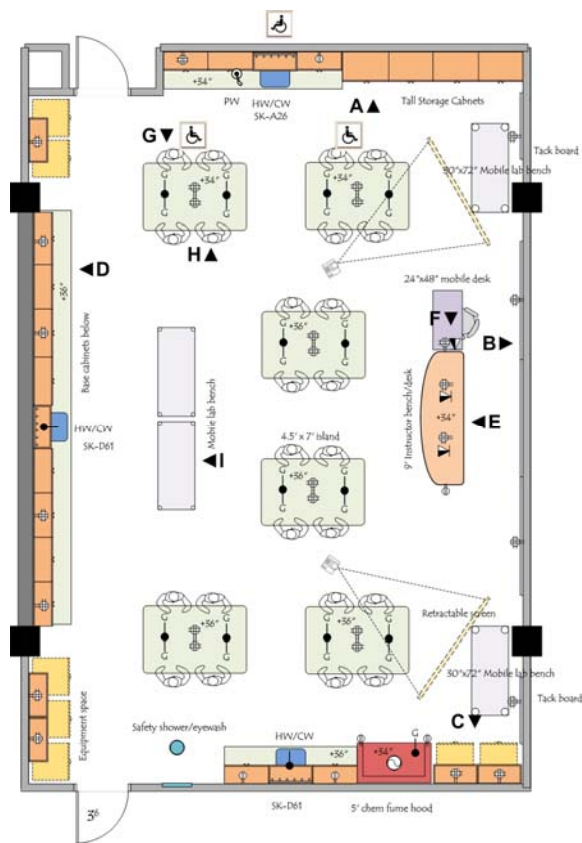 +34"
PW
HW/CW
SK-A26
A
Tall Storage Cabnets
G
Tack board
30"x72" Mobile lab bench
+34"
+34"
H
D
+36"
24"x48" mobile desk
F
B
+36"
Base cabinets below
Mobile lab bench
9' Instructor bench/desk
+34"
E
HW/CW
SK-D61
4.5' x 7' island
I
+36"
+36"
+36"
Retractable screen
30"x72" Mobile lab bench
Tack board
C
Equipment space
Safety shower/eyewash
HW/CW
+36"
+34"
G
3⁶
SK-D61
5' chem fume hood